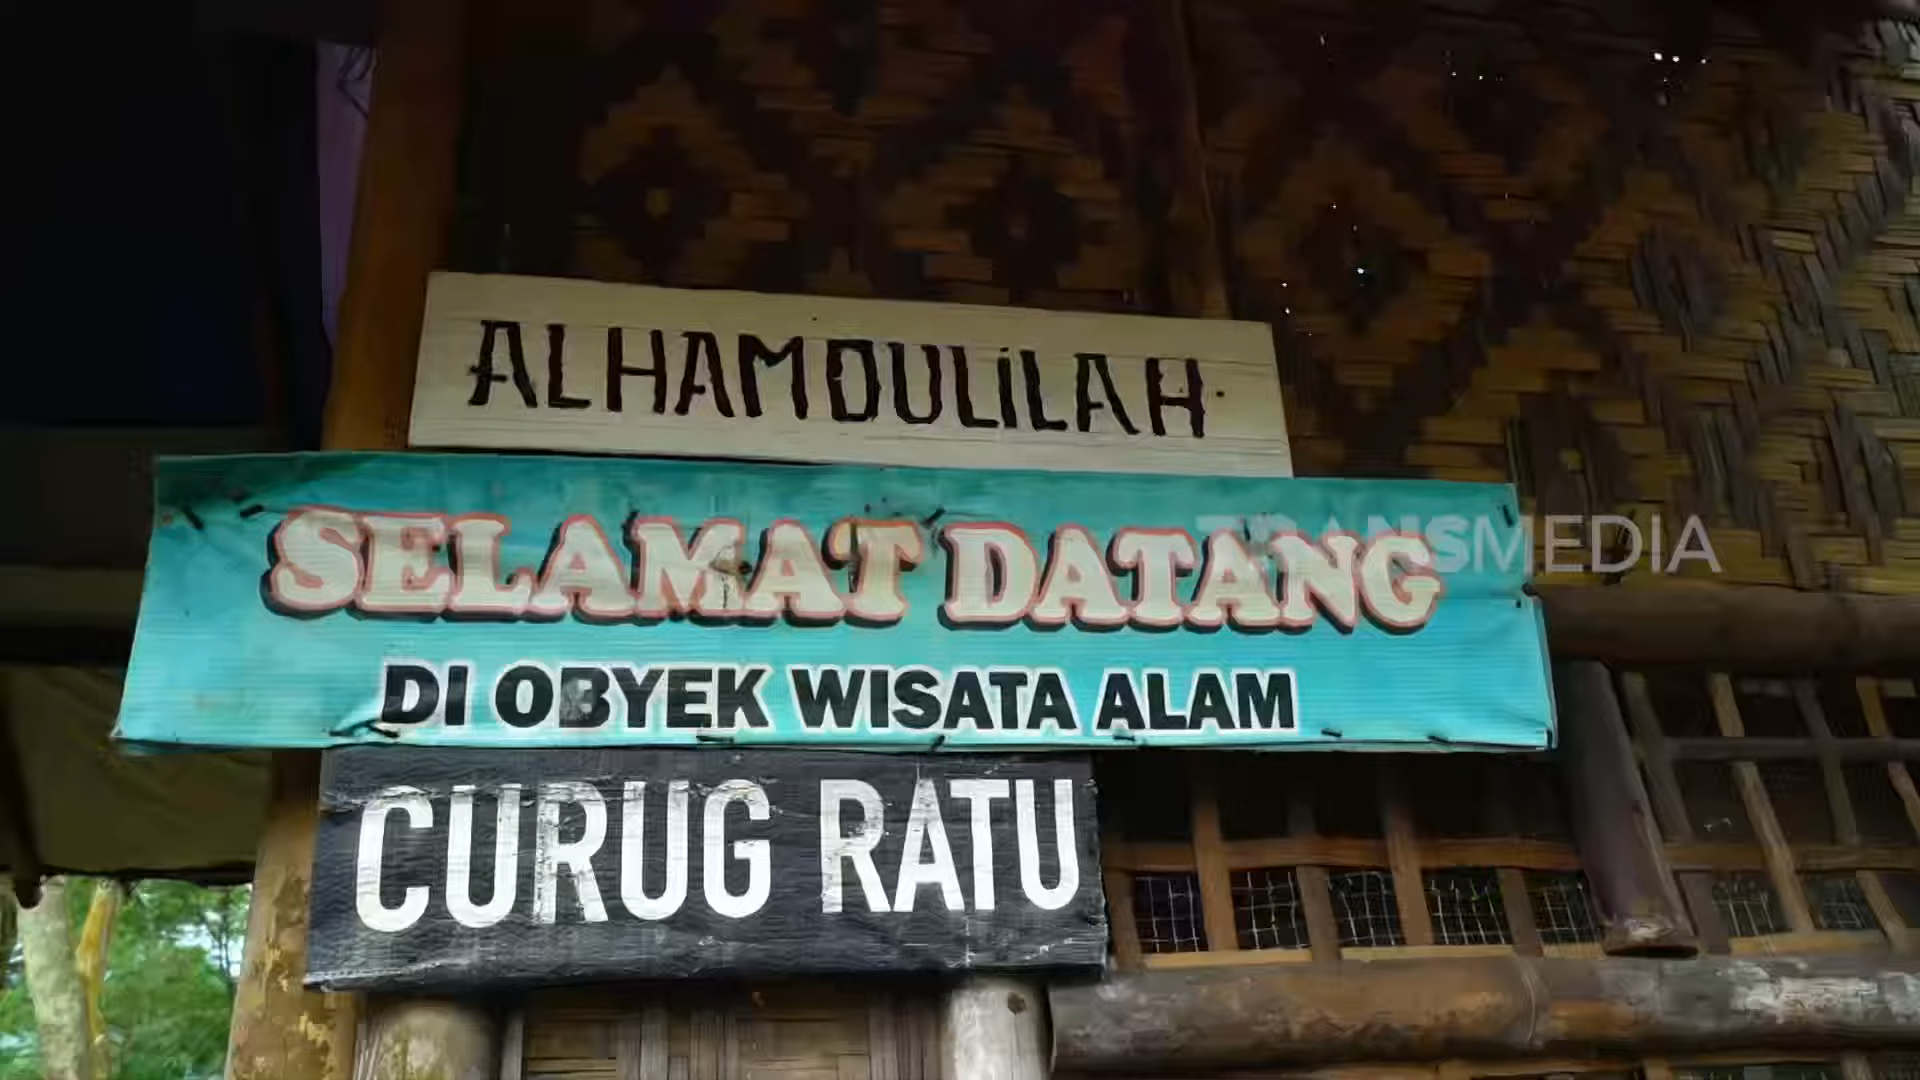 ALHAMDULILAH.
SELAMAT DATANG
TRANSMEDIA
DI OBYEK WISATA ALAM
CURUG RATU